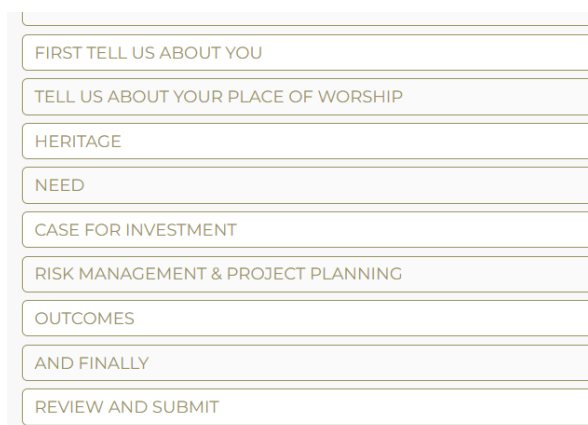 FIRST TELL US ABOUT YOU
TELL US ABOUT YOUR PLACE OF WORSHIP
HERITAGE
NEED
CASE FOR INVESTMENT
RISK MANAGEMENT & PROJECT PLANNING
OUTCOMES
AND FINALLY
REVIEW AND SUBMIT